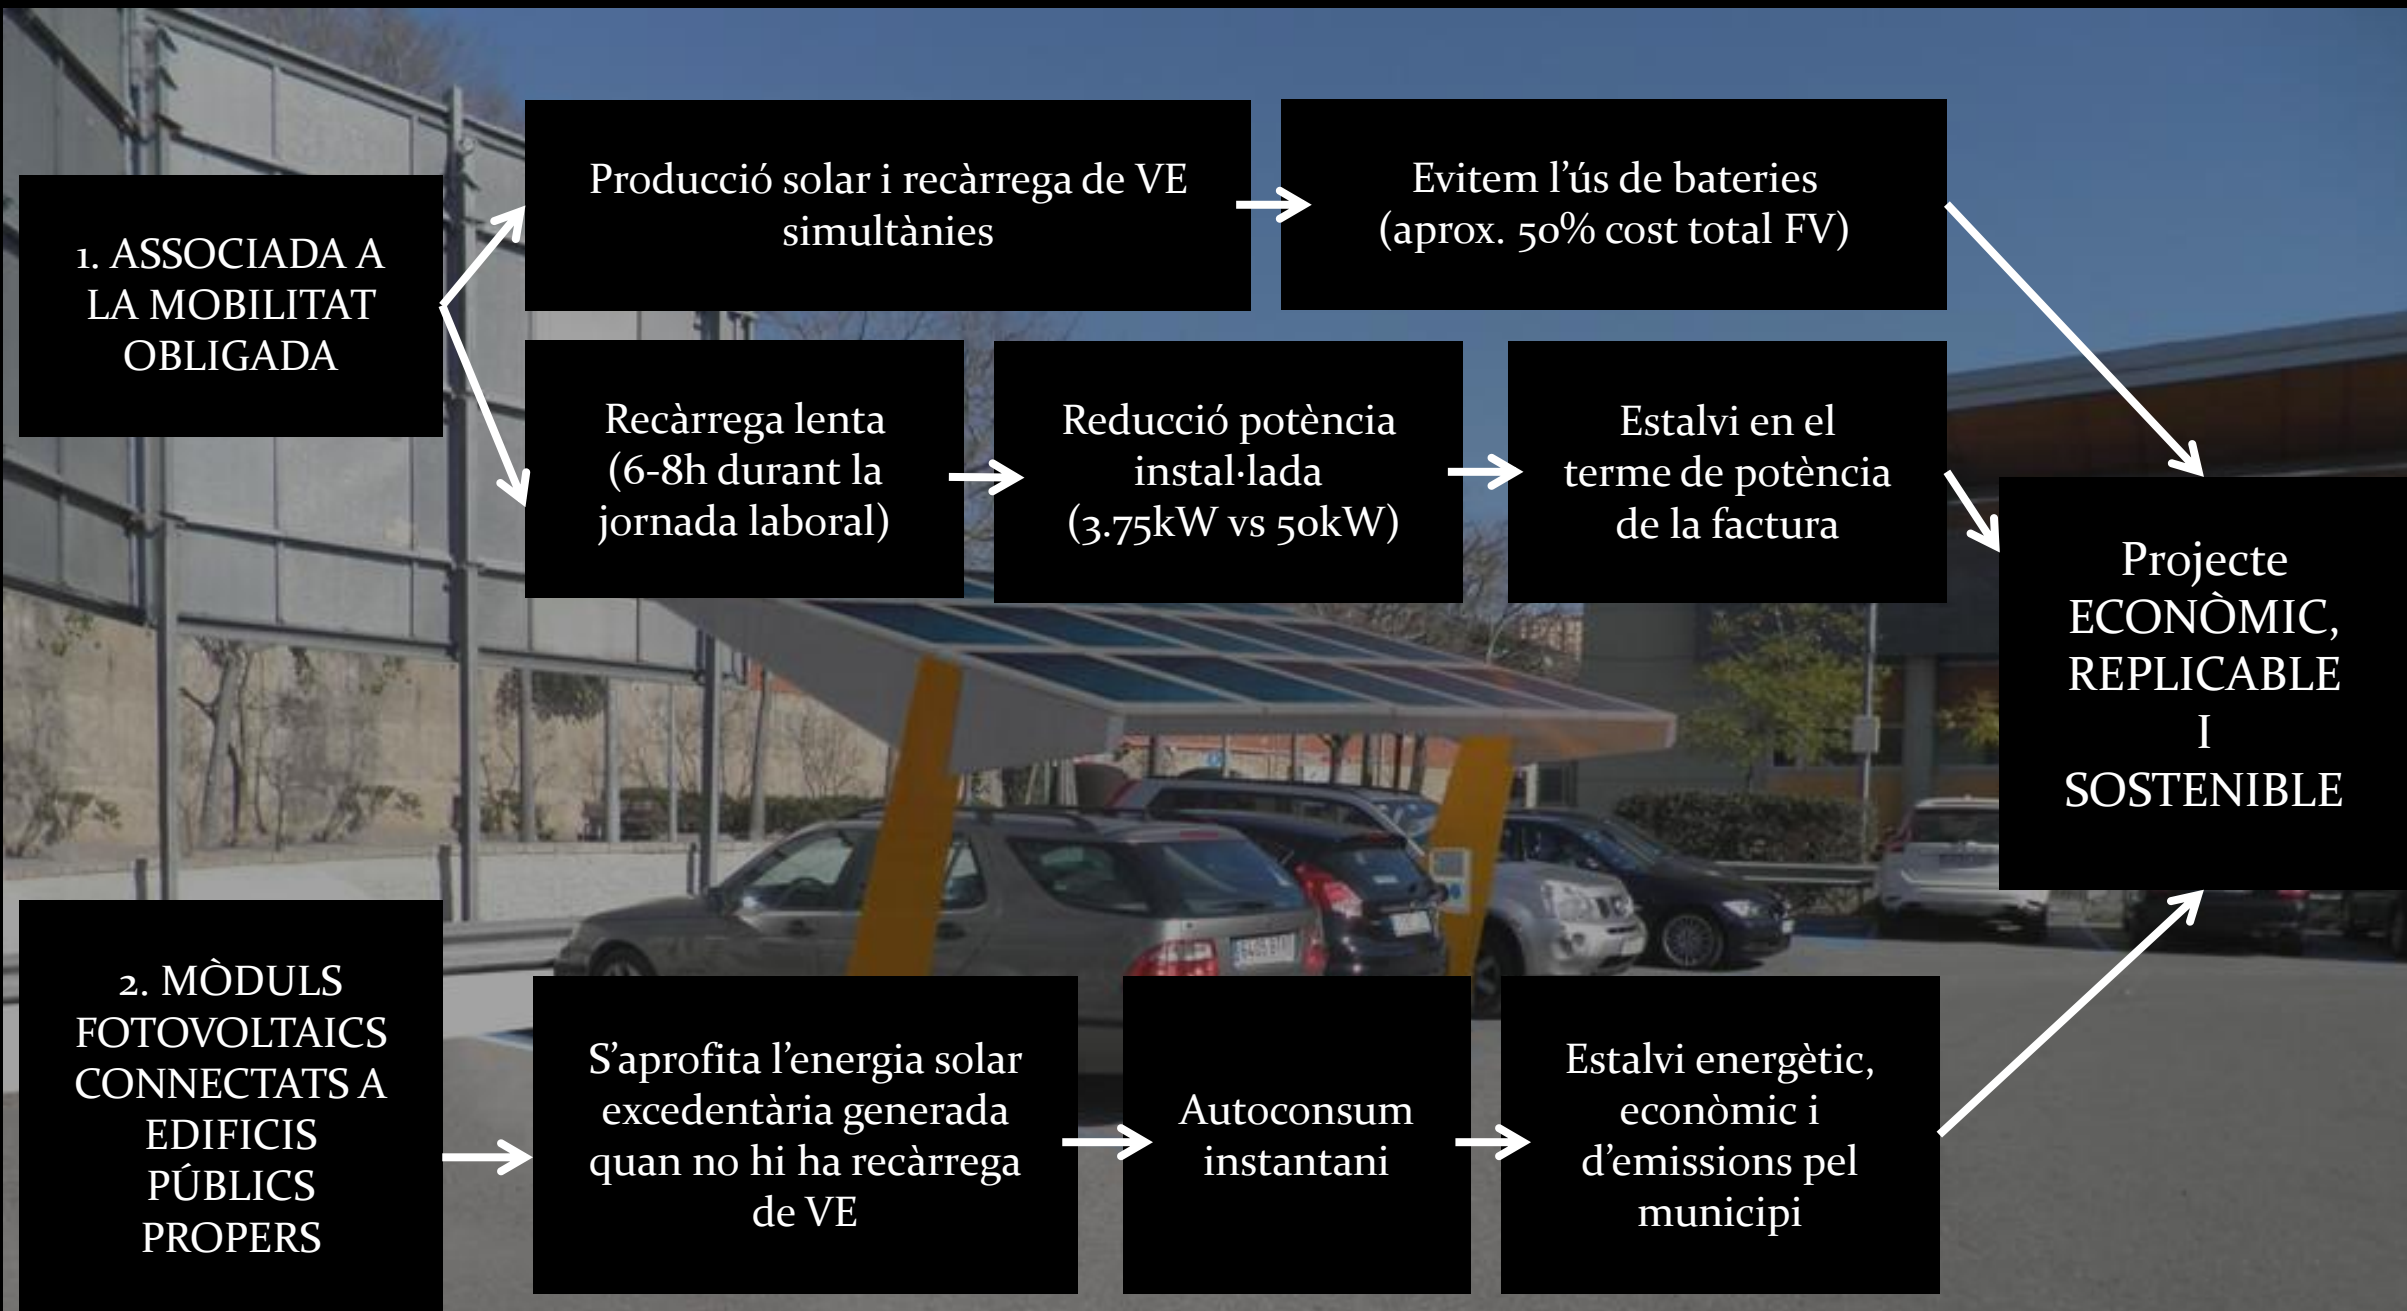 1. ASSOCIADA A
LA MOBILITAT
OBLIGADA
Producció solar i recàrrega de VE
simultànies
Evitem l’ús de bateries
(aprox. 50% cost total FV)
Recàrrega lenta
(6-8h durant la
jornada laboral)
Reducció potència
instal·lada
(3.75kW vs 50kW)
Estalvi en el
terme de potència
de la factura
Projecte
ECONÒMIC,
REPLICABLE
I
SOSTENIBLE
2. MÒDULS
FOTOVOLTAICS
CONNECTATS A
EDIFICIS
PÚBLICS
PROPERS
S’aprofita l’energia solar
excedentària generada
quan no hi ha recàrrega
de VE
Autoconsum
instantani
Estalvi energètic,
econòmic i
d’emissions pel
municipi